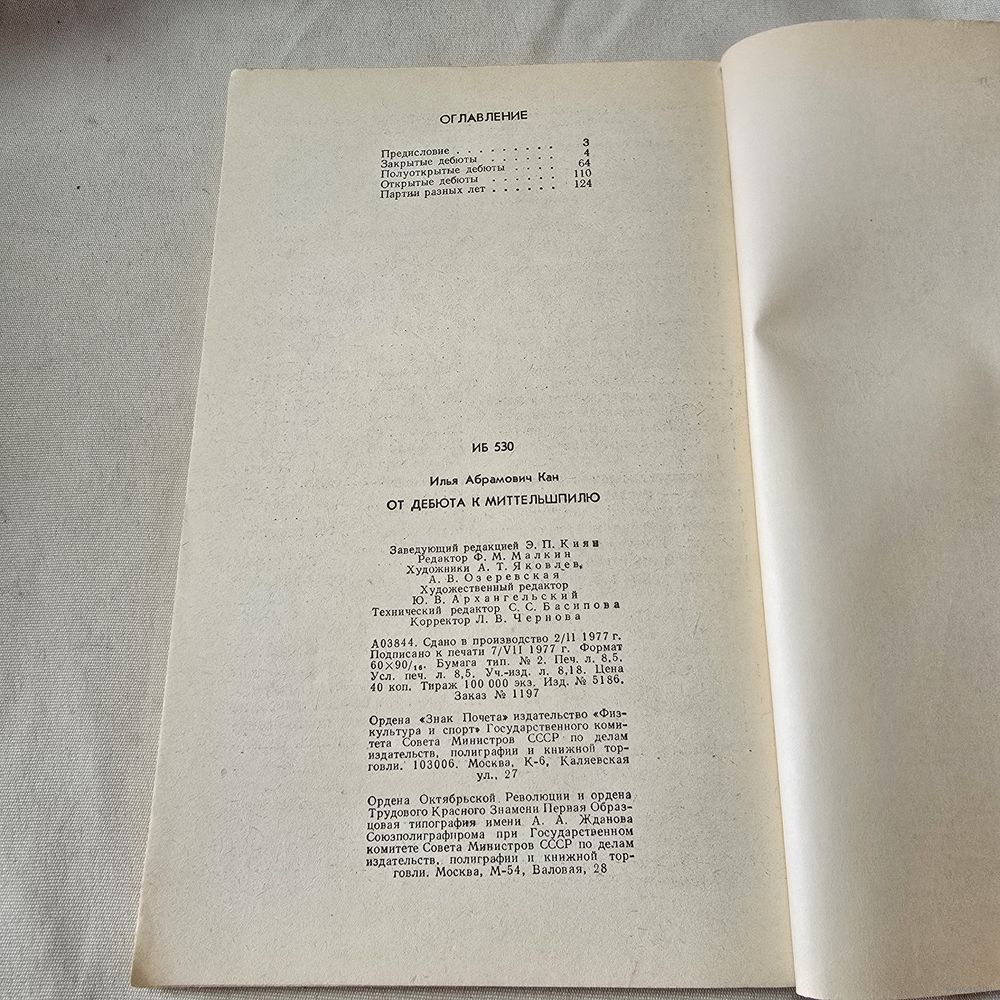 ОГЛАВЛЕНИЕ
Предисловие . . . . . . . . . 3
Закрытые дебюты . . . . . . 4
Полуоткрытые дебюты . . . . 64
Открытые дебюты . . . . . . 110
Партии разных лет . . . . . . 124
ИБ 530
Илья Абрамович Кан
ОТ ДЕБЮТА К МИТТЕЛЬШПИЛЮ
Заведующий редакцией Э. П. Киян
Редактор Ф. М. Малкин
Художники А. Т. Яковлев,
А. В. Озеревская
Художественный редактор
Ю. В. Архангельский
Технический редактор С. С. Басипова
Корректор Л. В. Чернова
А03844. Сдано в производство 2/II 1977 г.
Подписано к печати 7/VII 1977 г. Формат
60×90/16. Бумага тип. № 2. Печ. л. 8,5.
Усл. печ. л. 8,5. Уч.-изд. л. 8,18. Цена
40 коп. Тираж 100 000 экз. Изд. № 5186.
Заказ № 1197
Ордена «Знак Почета» издательство «Физ-
культура и спорт» Государственного коми-
тета Совета Министров СССР по делам
издательств, полиграфии и книжной тор-
говли. 103006. Москва, К-6, Каляевская
ул., 27
Ордена Октябрьской Революции и ордена
Трудового Красного Знамени Первая Образ-
цовая типография имени А. А. Жданова
Союзполиграфпрома при Государственном
комитете Совета Министров СССР по делам
издательств, полиграфии и книжной тор-
говли. Москва, М-54, Валовая, 28